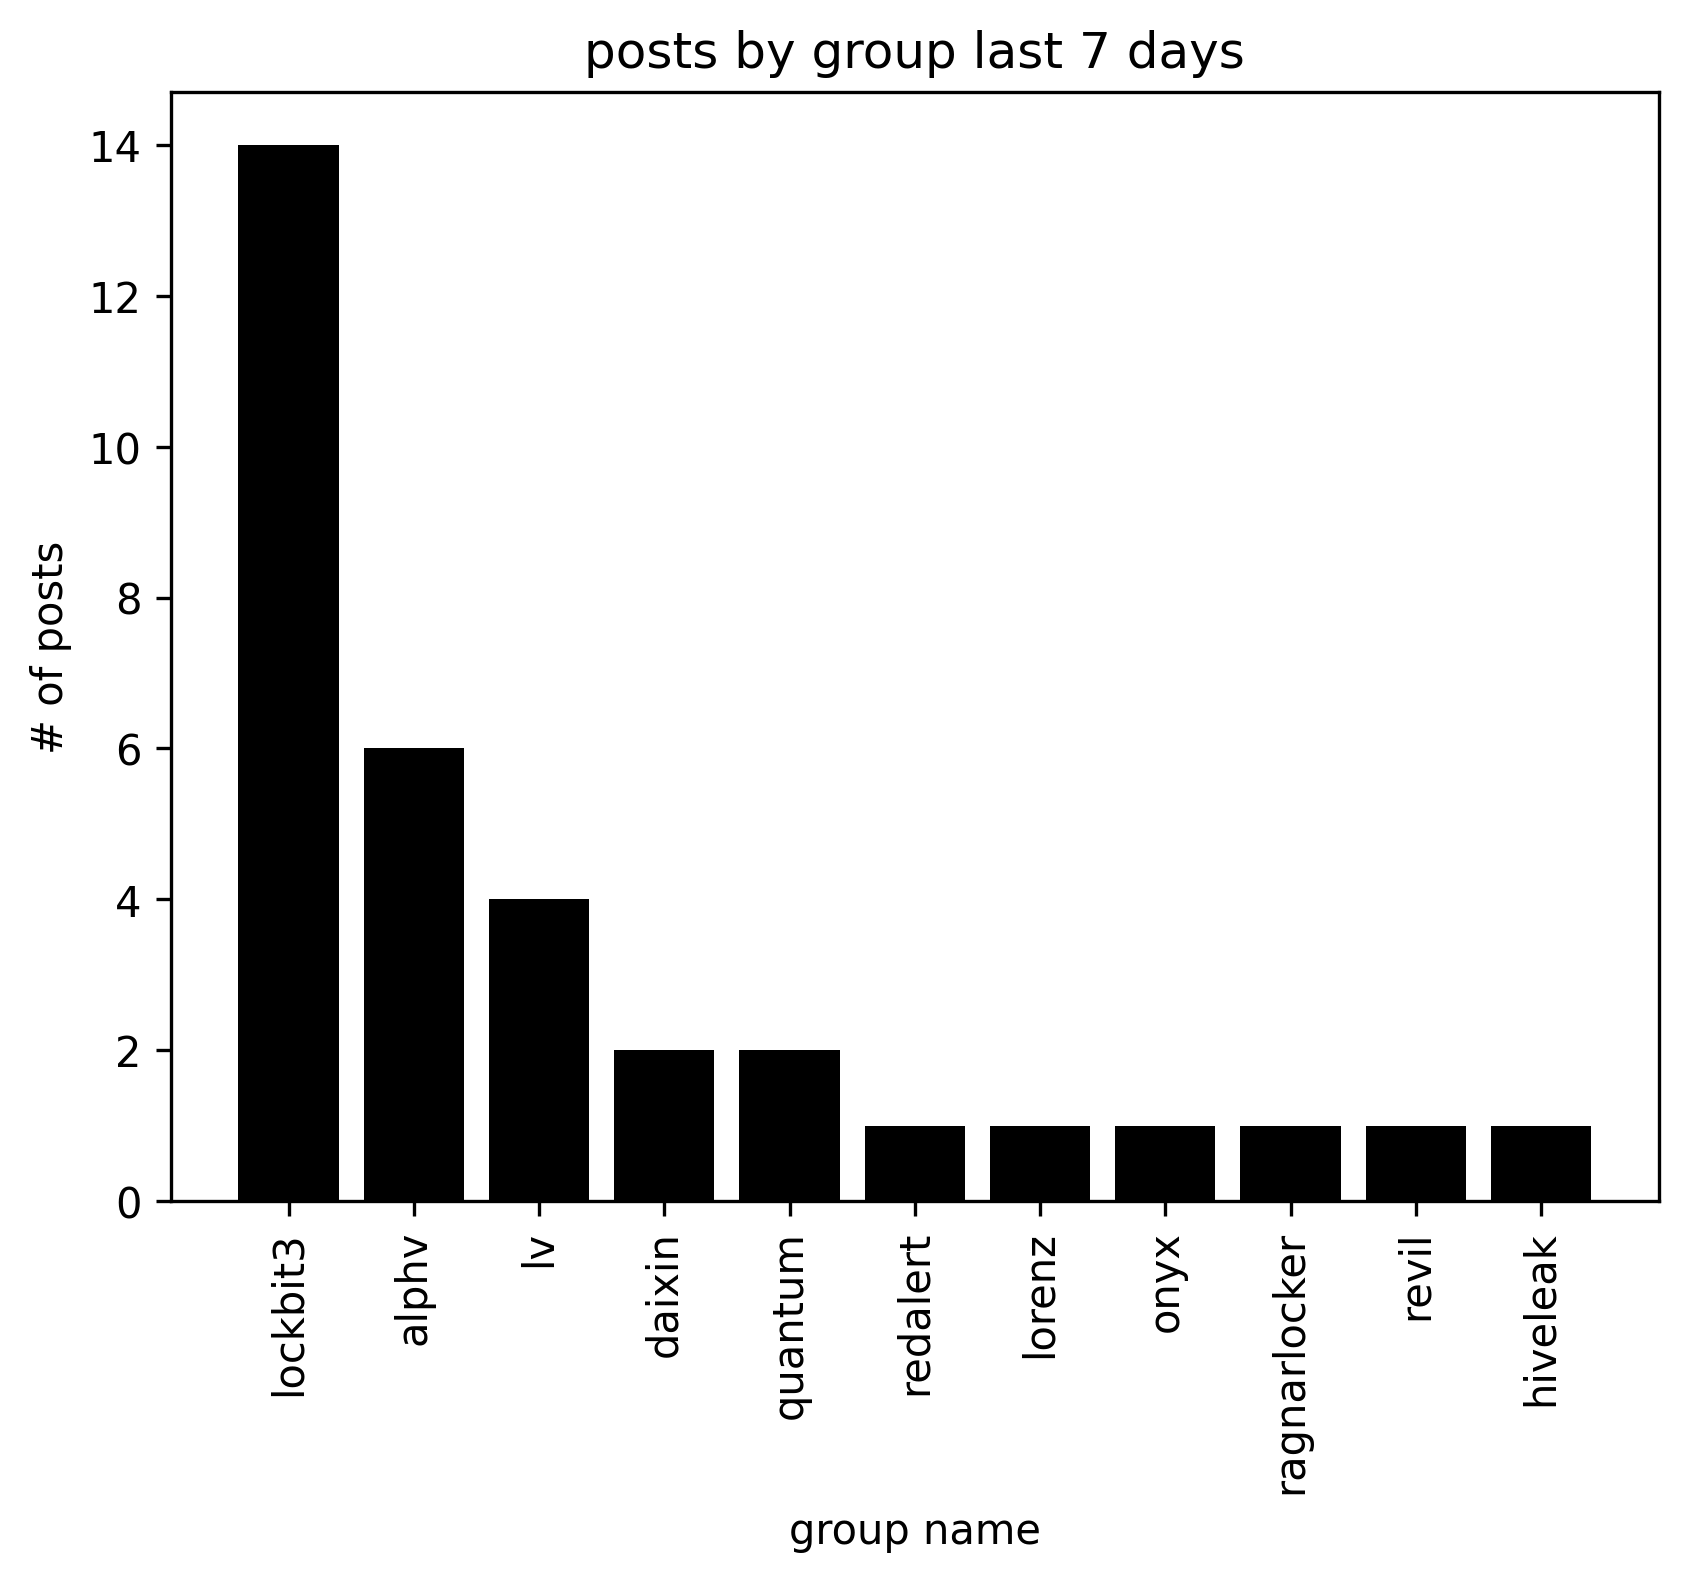 posts by group last 7 days
# of posts
14
12
10
8
6
4
2
0
lockbit3
alphv
lv
daixin
quantum
redalert
lorenz
onyx
ragnarlocker
revil
hiveleak
group name